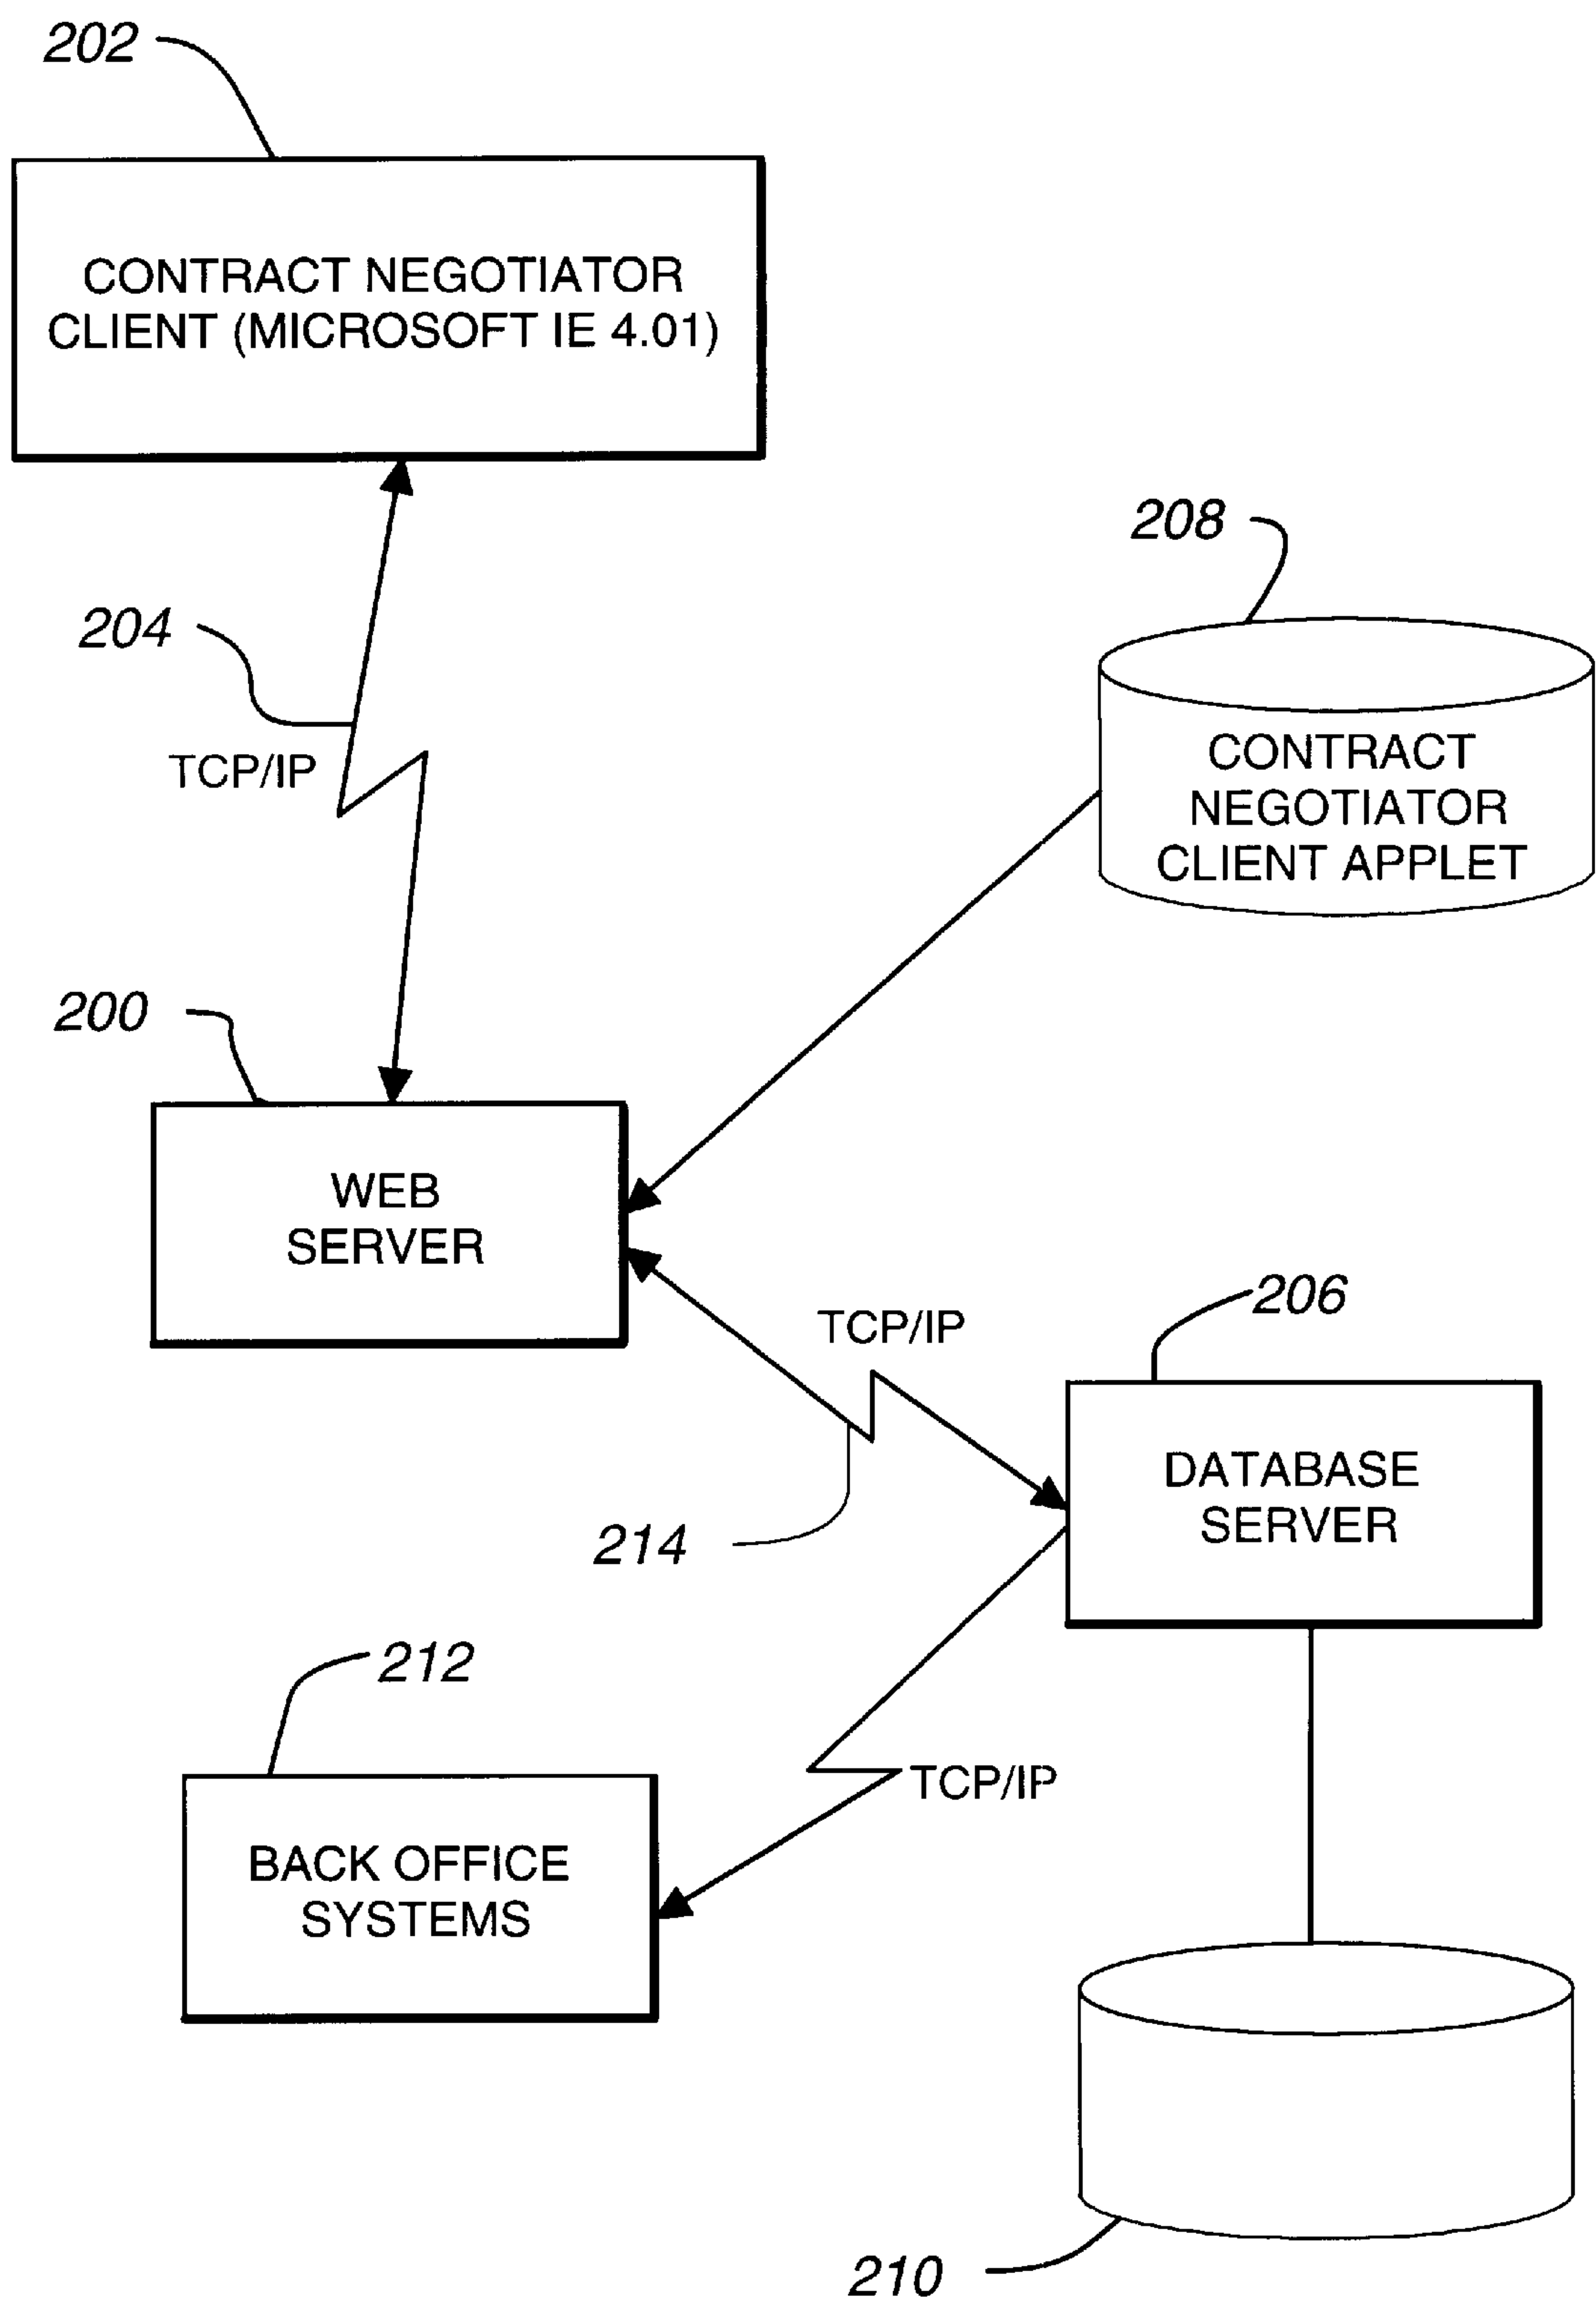 202
CONTRACT NEGOTIATOR
CLIENT (MICROSOFT IE 4.01)
208
204
TCP/IP
CONTRACT
NEGOTIATOR
CLIENT APPLET
200
WEB
SERVER
206
TCP/IP
DATABASE
SERVER
214
212
TCP/IP
BACK OFFICE
SYSTEMS
210